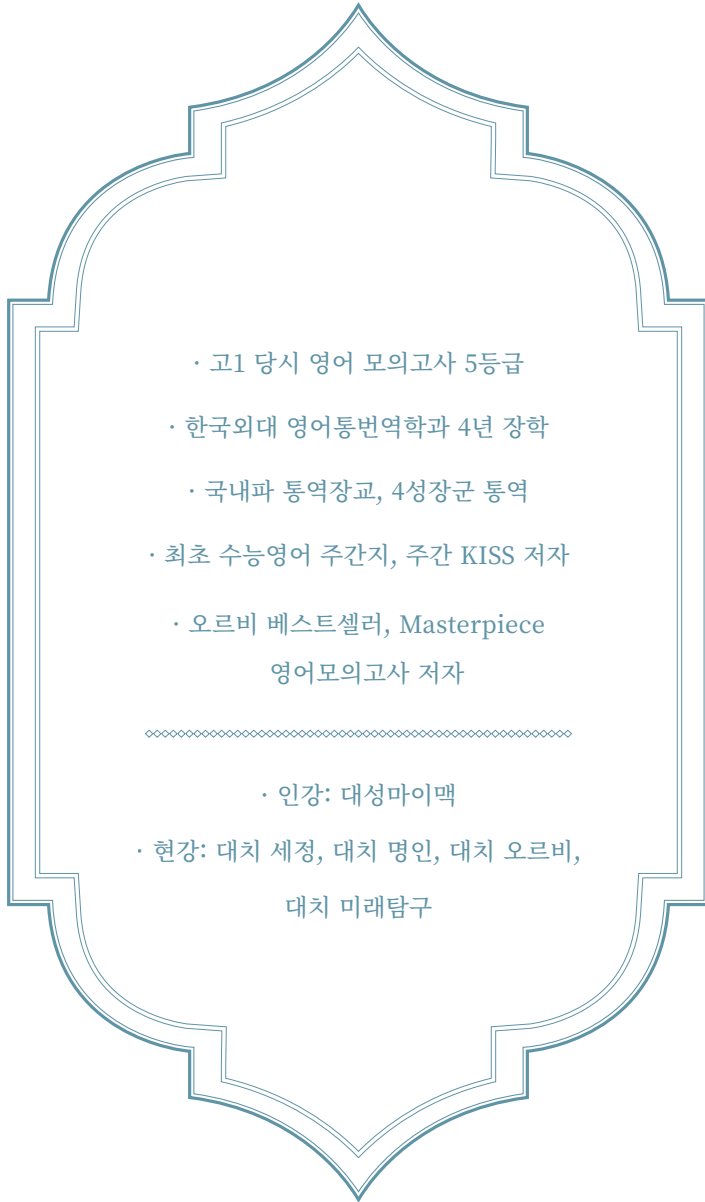 · 고1 당시 영어 모의고사 5등급
· 한국외대 영어통번역학과 4년 장학
· 국내파 통역장교, 4성장군 통역
· 최초 수능영어 주간지, 주간 KISS 저자
· 오르비 베스트셀러, Masterpiece
영어모의고사 저자
· 인강: 대성마이맥
· 현강: 대치 세정, 대치 명인, 대치 오르비,
대치 미래탐구